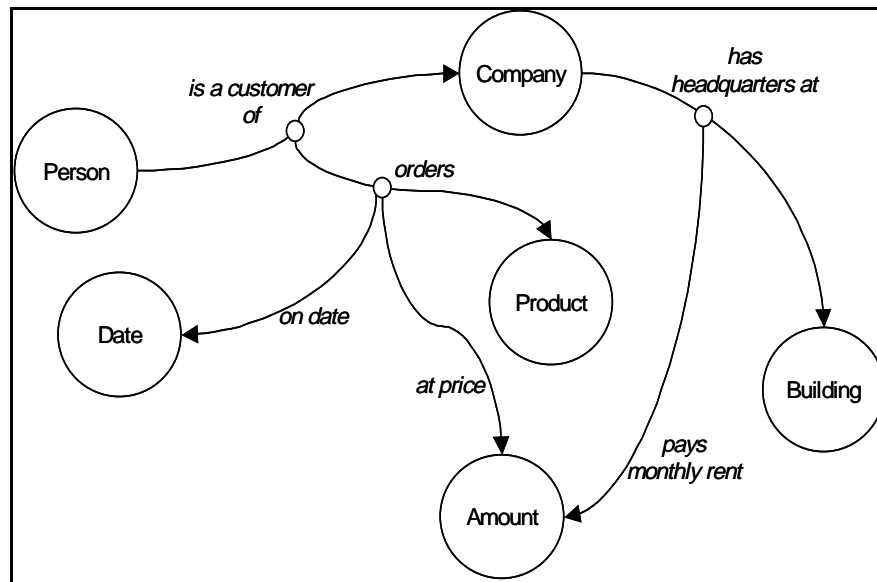 has
headquarters at
Company
is a customer
of
orders
Person
Product
on date
Date
at price
Building
pays
monthly rent
Amount